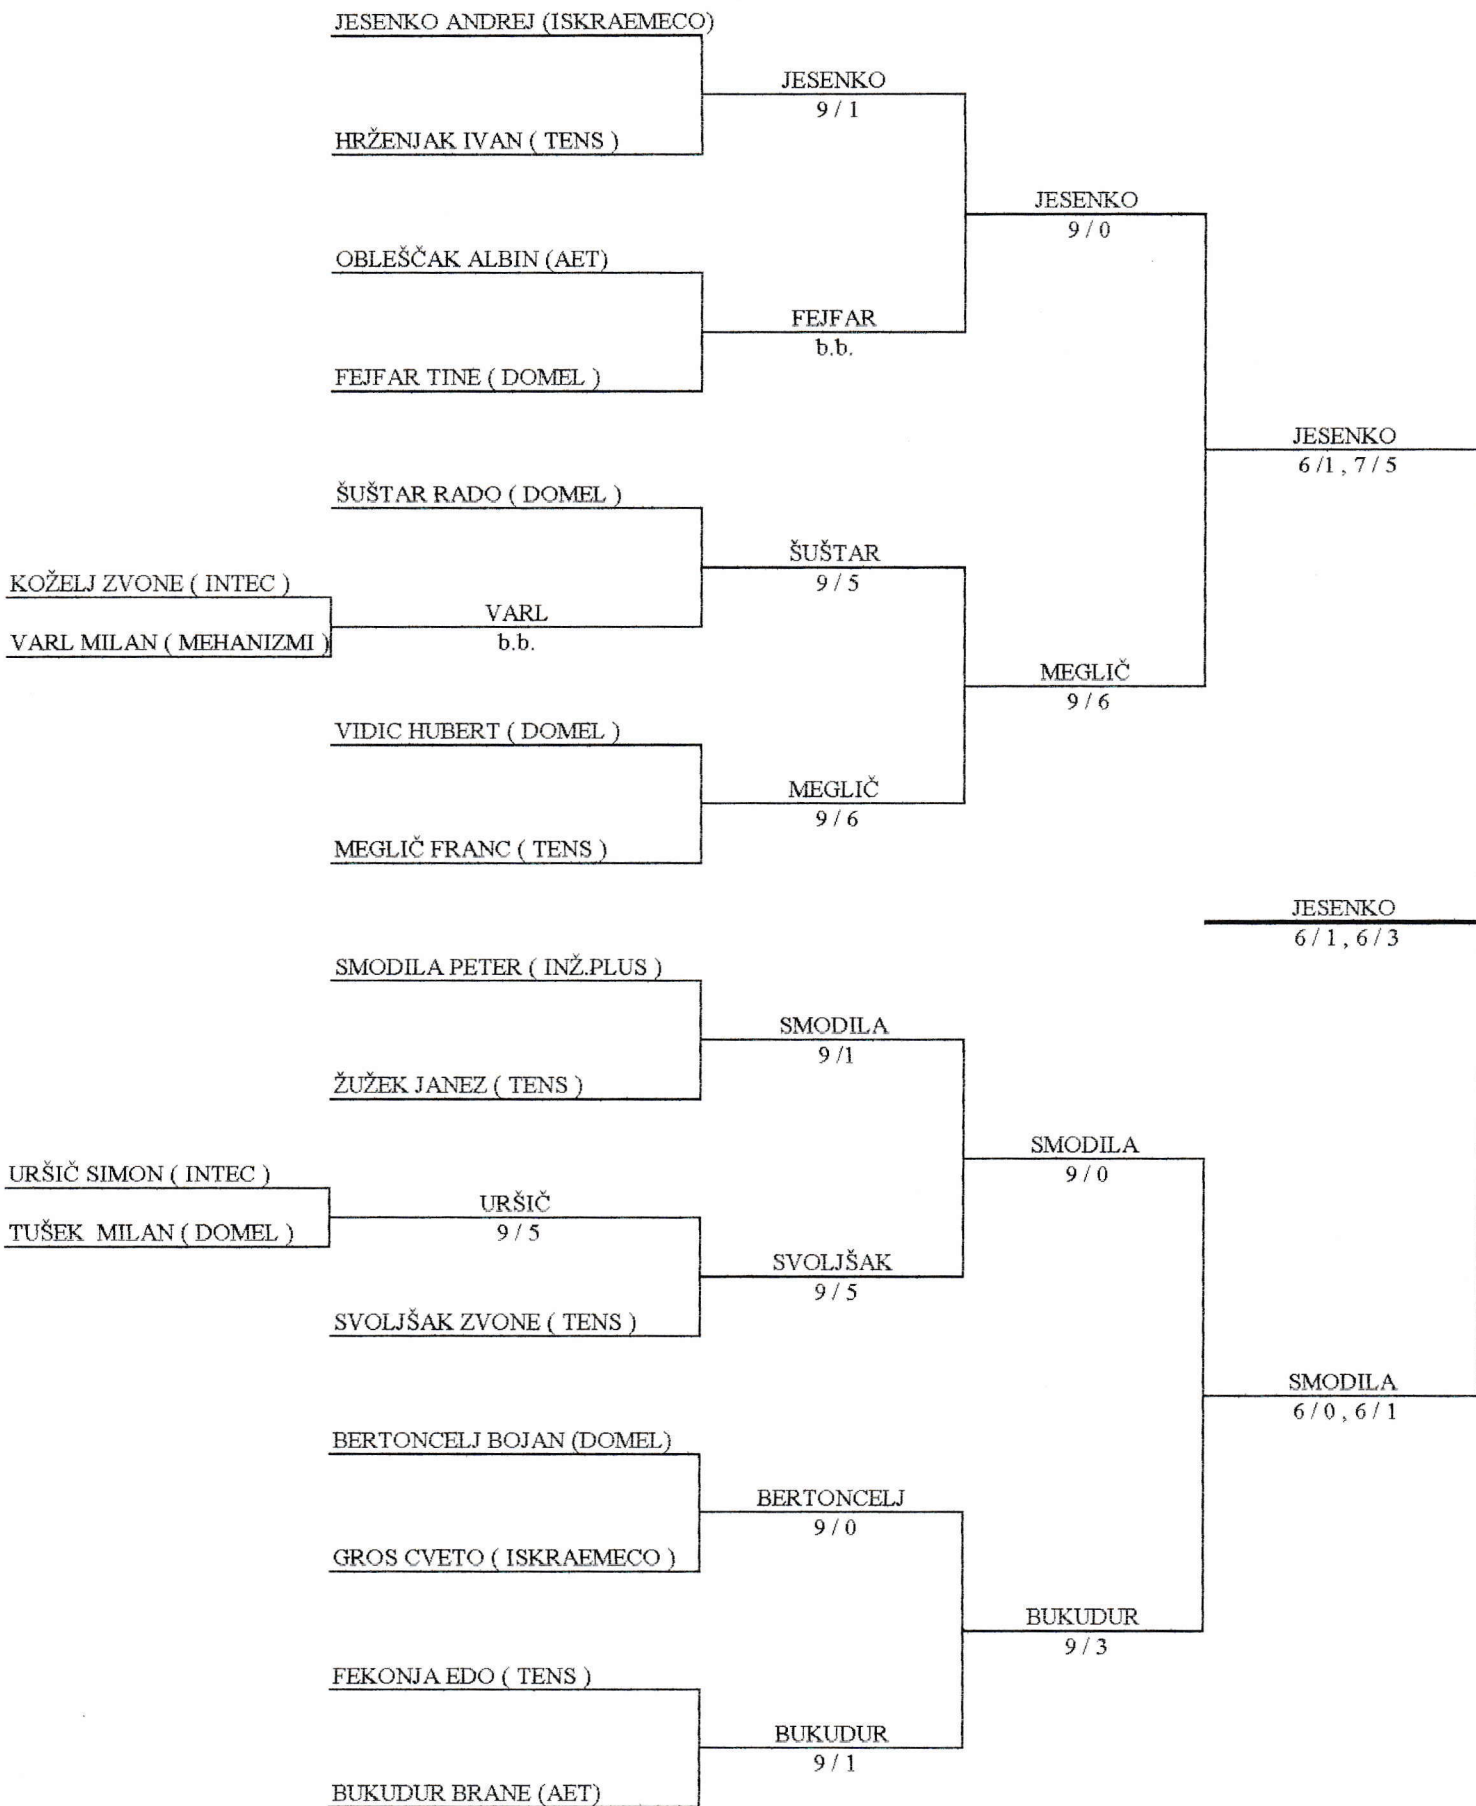 JESENKO ANDREJ (ISKRAEMECO)
JESENKO
9 / 1
HRŽENJAK IVAN ( TENS )
JESENKO
9 / 0
OBLEŠČAK ALBIN (AET)
FEJFAR
b.b.
FEJFAR TINE ( DOMEL )
JESENKO
6 /1 , 7 / 5
ŠUŠTAR RADO ( DOMEL )
ŠUŠTAR
9 / 5
KOŽELJ ZVONE ( INTEC )
VARL
b.b.
VARL MILAN ( MEHANIZMI )
MEGLIČ
9 / 6
VIDIC HUBERT ( DOMEL )
MEGLIČ
9 / 6
MEGLIČ FRANC ( TENS )
JESENKO
6 / 1 , 6 / 3
SMODILA PETER ( INŽ.PLUS )
SMODILA
9 /1
ŽUŽEK JANEZ ( TENS )
SMODILA
9 / 0
URŠIČ SIMON ( INTEC )
URŠIČ
9 / 5
TUŠEK MILAN ( DOMEL )
SVOLJŠAK
9 / 5
SVOLJŠAK ZVONE ( TENS )
SMODILA
6 / 0 , 6 / 1
BERTONCELJ BOJAN (DOMEL)
BERTONCELJ
9 / 0
GROS CVETO ( ISKRAEMECO )
BUKUDUR
9 / 3
FEKONJA EDO ( TENS )
BUKUDUR
9 / 1
BUKUDUR BRANE (AET)